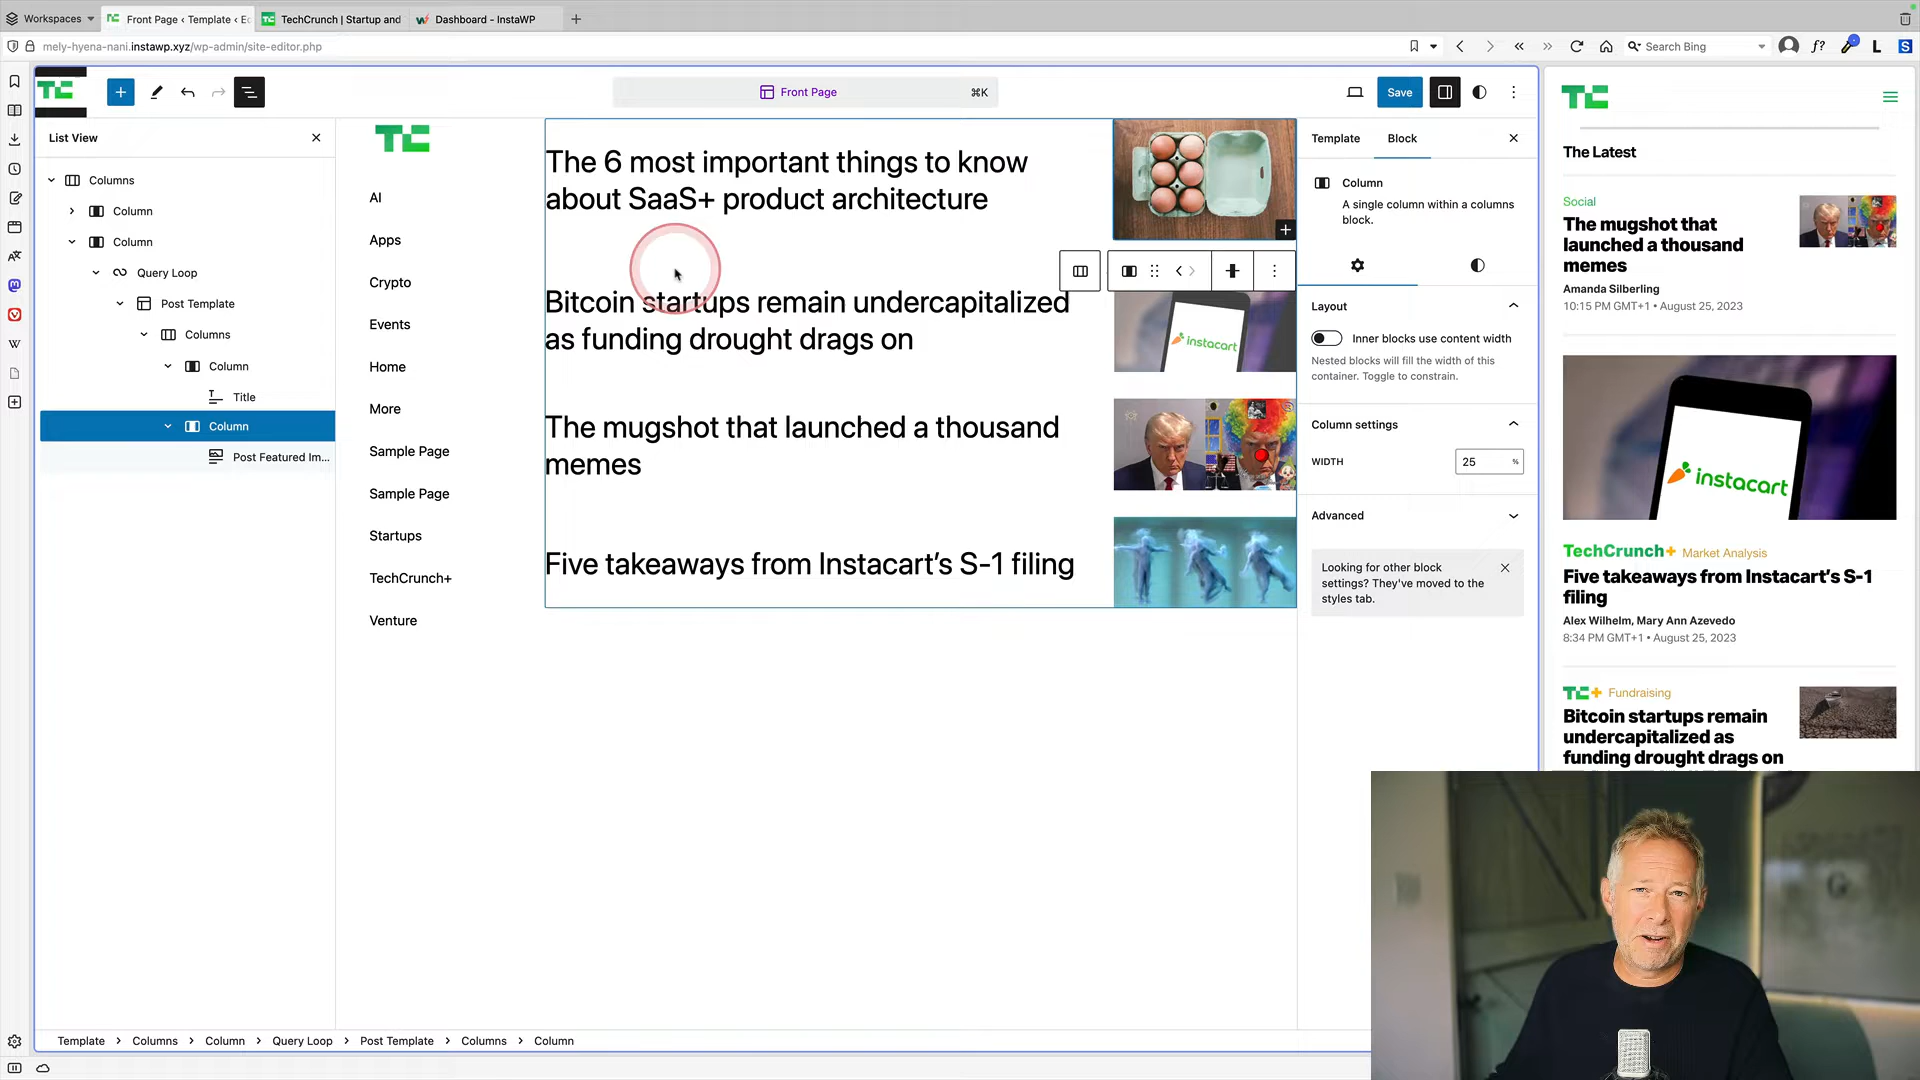 Workspaces
Front Page ‹ Template ‹ Ec
TechCrunch | Startup and
Dashboard - InstaWP
mely-hyena-nani.instawp.xyz/wp-admin/site-editor.php
Search Bing
f?
L
S
TC
Front Page
⌘K
Save
List View
Columns
Column
Column
Query Loop
Post Template
Columns
Column
Title
Column
Post Featured Im...
TC
AI
Apps
Crypto
Events
Home
More
Sample Page
Sample Page
Startups
TechCrunch+
Venture
The 6 most important things to know
about SaaS+ product architecture
Bitcoin startups remain undercapitalized
as funding drought drags on
instacart
The mugshot that launched a thousand
memes
Five takeaways from Instacart’s S-1 filing
Template
Block
Column
A single column within a columns
block.
Layout
Inner blocks use content width
Nested blocks will fill the width of this
container. Toggle to constrain.
Column settings
WIDTH
25
%
Advanced
Looking for other block
settings? They've moved to the
styles tab.
TC
The Latest
Social
The mugshot that
launched a thousand
memes
Amanda Silberling
10:15 PM GMT+1 • August 25, 2023
instacart
TechCrunch+ Market Analysis
Five takeaways from Instacart’s S-1
filing
Alex Wilhelm, Mary Ann Azevedo
8:34 PM GMT+1 • August 25, 2023
TC+ Fundraising
Bitcoin startups remain
undercapitalized as
funding drought drags on
Template > Columns > Column > Query Loop > Post Template > Columns > Column